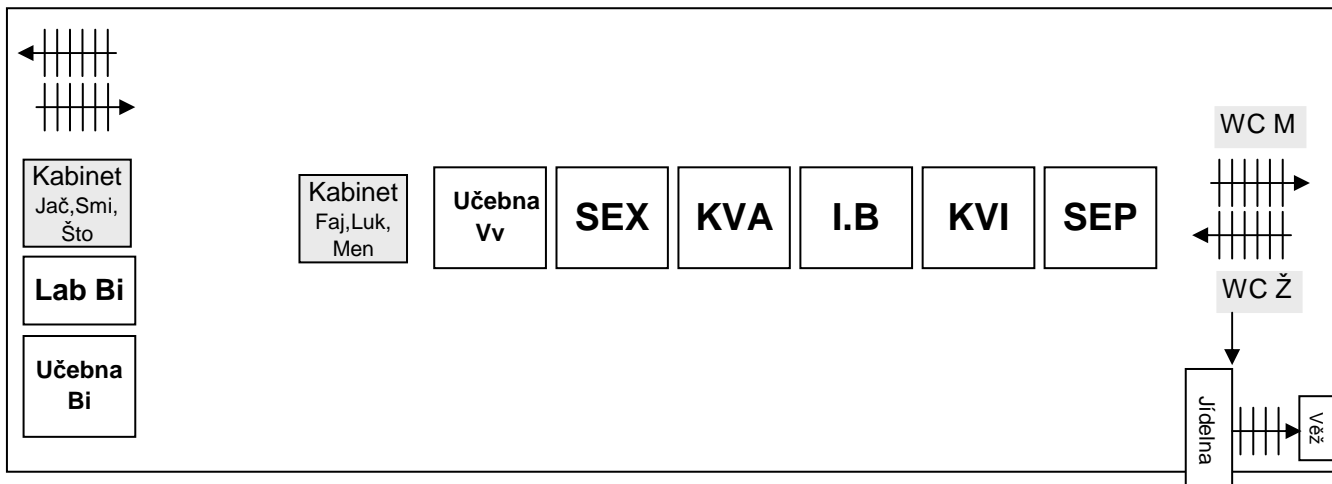 Kabinet
Jač,Smi,
Što
Lab Bi
Učebna
Bi
Kabinet
Faj,Luk,
Men
Učebna
Vv
SEX
KVA
I.B
KVI
SEP
WC M
WC Ž
Jídelna
Věž